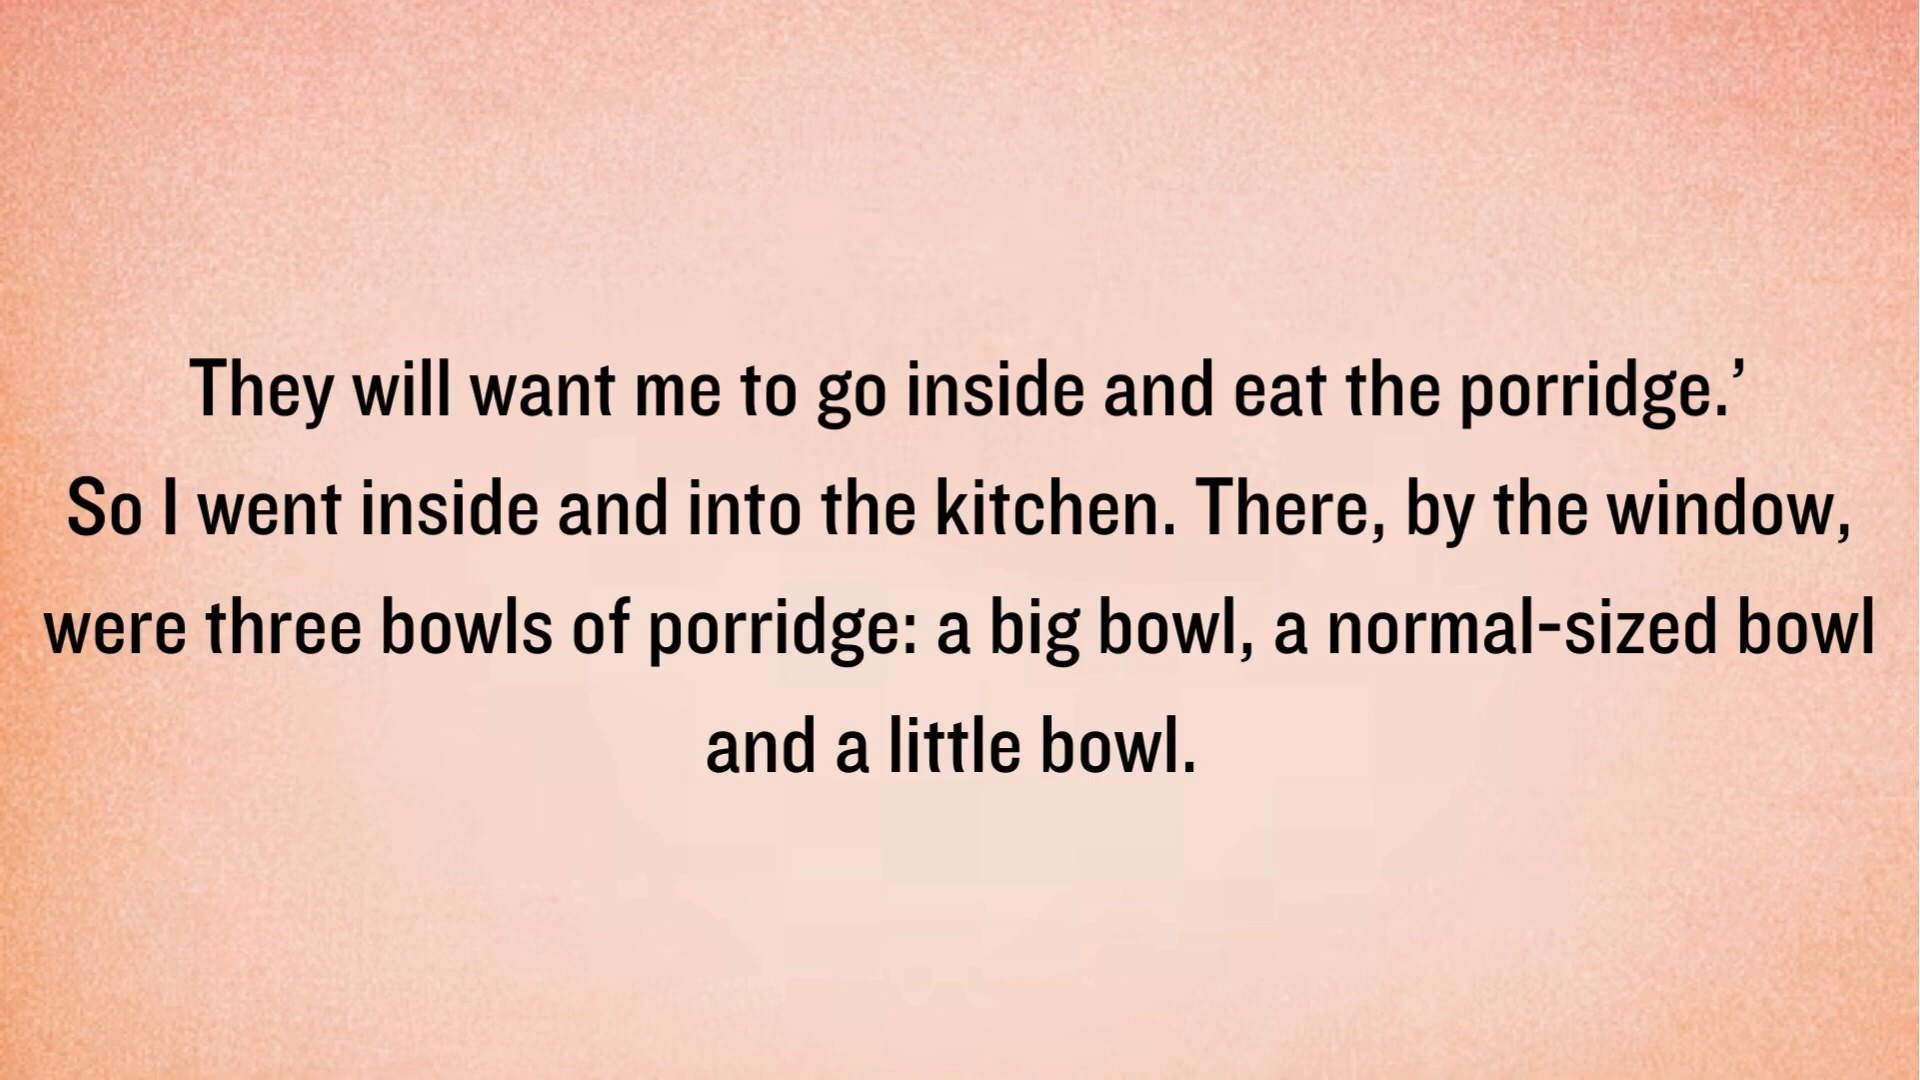 They will want me to go inside and eat the porridge.’
So I went inside and into the kitchen. There, by the window,
were three bowls of porridge: a big bowl, a normal-sized bowl
and a little bowl.